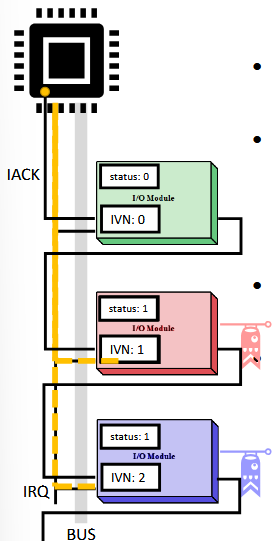 IACK
status: 0
I/O Module
IVN: 0
status: 1
I/O Module
IVN: 1
status: 1
I/O Module
IVN: 2
IRQ
BUS